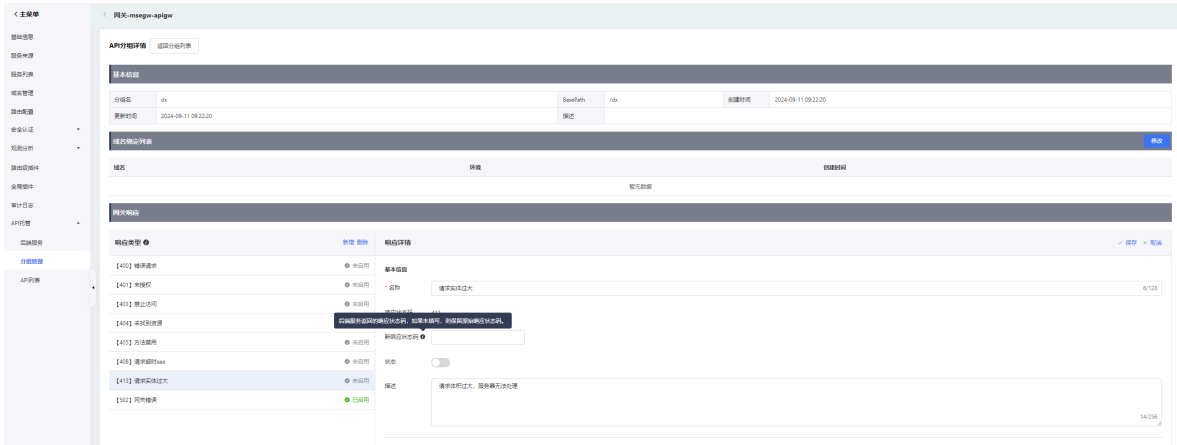 主菜单
网关-msegw-apigw
基础信息
服务来源
服务列表
域名管理
路由配置
安全认证
观测分析
路由级插件
全局插件
审计日志
API托管
后端服务
分组管理
API列表
API分组详情 返回分组列表
基本信息
分组名 dx BasePath /dx 创建时间 2024-09-11 09:22:20
更新时间 2024-09-11 09:22:20 描述
域名绑定列表 修改
域名 环境 创建时间
暂无数据
网关响应
响应类型 新增 删除
【400】错误请求 未启用
【401】未授权 未启用
【403】禁止访问 未启用
【404】未找到资源
【405】方法禁用 未启用
【408】请求超时aaa 未启用
【413】请求实体过大 未启用
【502】网关错误 已启用
响应详情 保存 取消
基本信息
* 名称 请求实体过大 6/128
后端服务返回的响应状态码，如果未填写，则保留原始响应状态码。
新响应状态码
状态
描述 请求体积过大，服务器无法处理
14/256